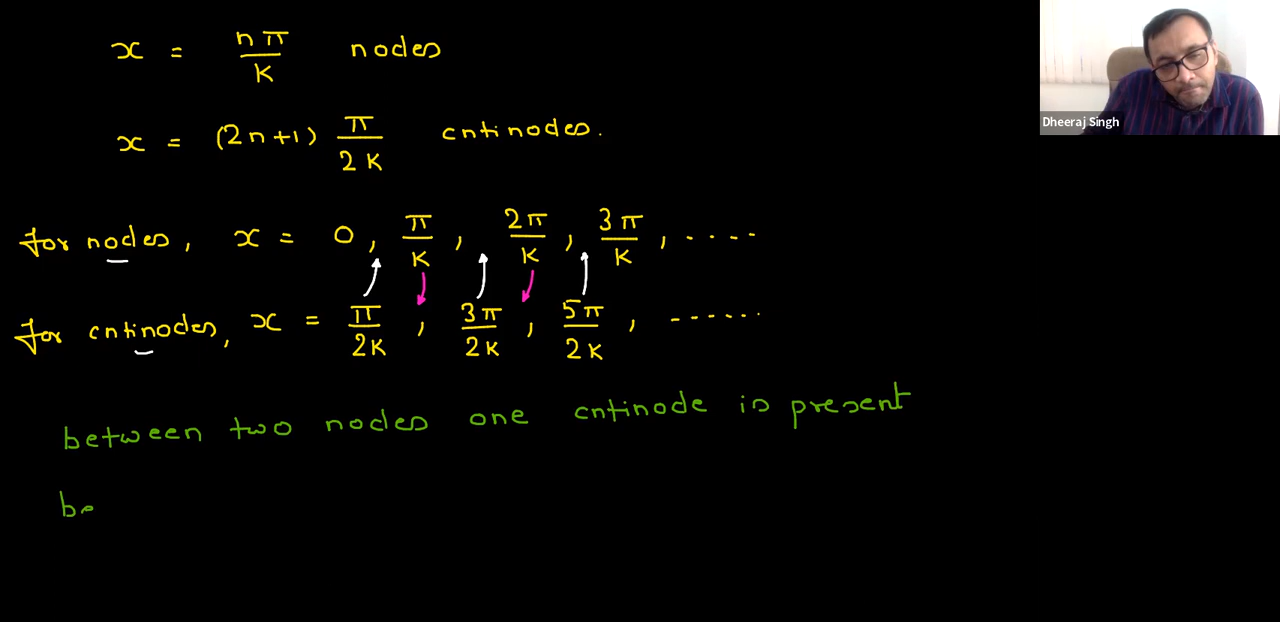 x = nπ/K nodes
Dheeraj Singh
x = (2n+1) π/2K antinodes.
for nodes, x = 0, π/K, 2π/K, 3π/K, ....
for antinodes, x = π/2K, 3π/2K, 5π/2K, ......
between two nodes one antinode is present
be